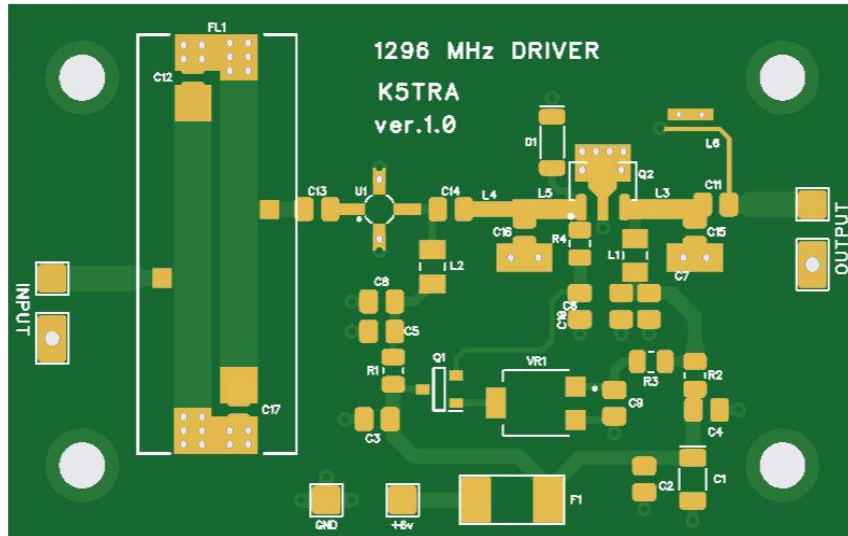 FL1
1296 MHz DRIVER
K5TRA
ver.1.0
C12
D1
L6
Q2
C13
U1
C14
L4
L5
L3
C11
C16
R4
C15
L2
L1
C7
INPUT
OUTPUT
C8
C6
C5
C10
R1
Q1
VR1
R3
R2
C9
C17
C3
C4
C2
C1
F1
GND
+6v